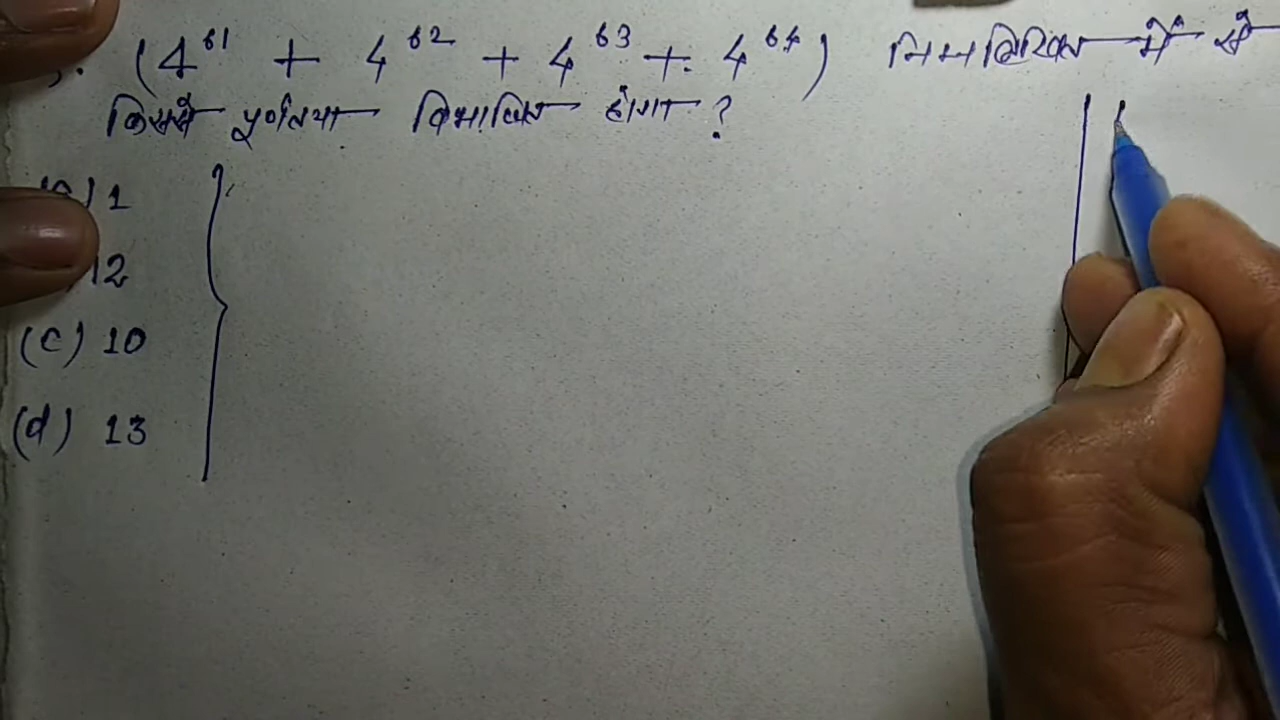 (4⁶¹ + 4⁶² + 4⁶³ + 4⁶⁴) निम्नलिखित में से
किससे पूर्णतया विभाजित होगा ?
1
12
(c) 10
(d) 13